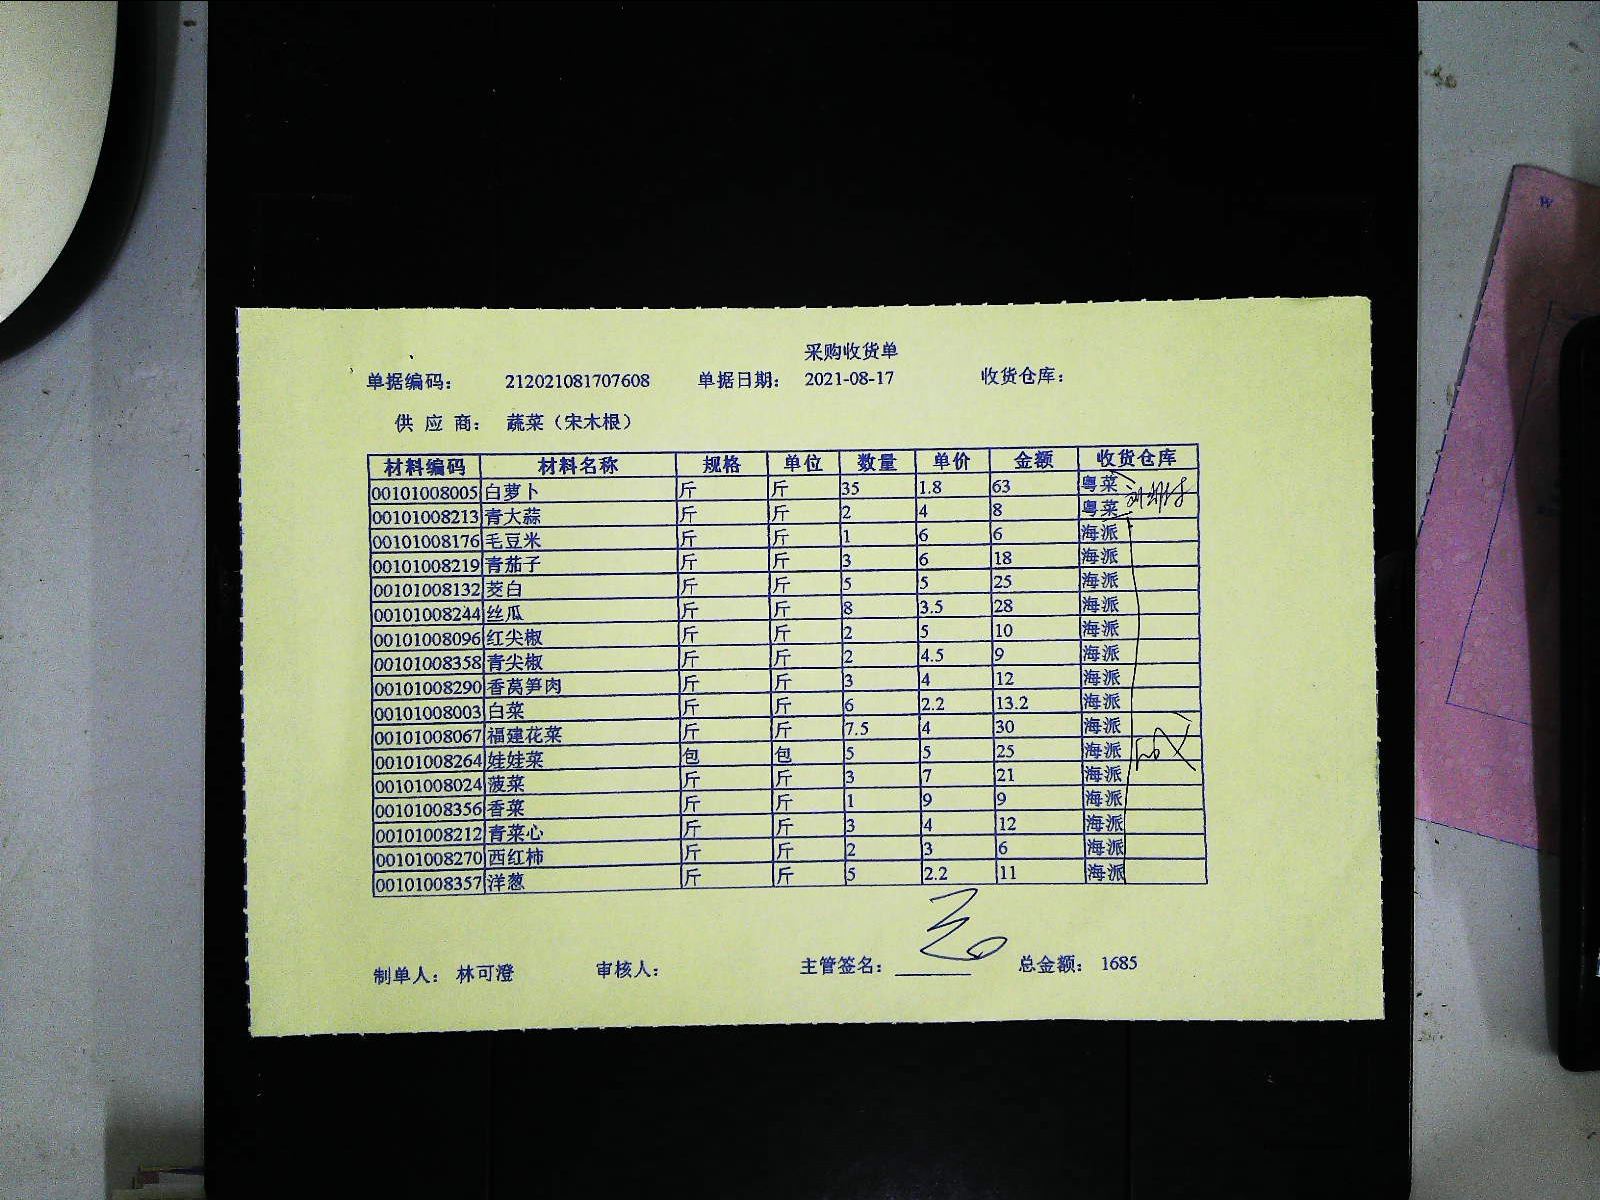 采购收货单
单据编码： 212021081707608 单据日期： 2021-08-17 收货仓库：
供 应 商： 蔬菜（宋木根）
材料编码 材料名称 规格 单位 数量 单价 金额 收货仓库
00101008005 白萝卜 斤 斤 35 1.8 63 粤菜
00101008213 青大蒜 斤 斤 2 4 8 粤菜
00101008176 毛豆米 斤 斤 1 6 6 海派
00101008219 青茄子 斤 斤 3 6 18 海派
00101008132 茭白 斤 斤 5 5 25 海派
00101008244 丝瓜 斤 斤 8 3.5 28 海派
00101008096 红尖椒 斤 斤 2 5 10 海派
00101008358 青尖椒 斤 斤 2 4.5 9 海派
00101008290 香莴笋肉 斤 斤 3 4 12 海派
00101008003 白菜 斤 斤 6 2.2 13.2 海派
00101008067 福建花菜 斤 斤 7.5 4 30 海派
00101008264 娃娃菜 包 包 5 5 25 海派
00101008024 菠菜 斤 斤 3 7 21 海派
00101008356 香菜 斤 斤 1 9 9 海派
00101008212 青菜心 斤 斤 3 4 12 海派
00101008270 西红柿 斤 斤 2 3 6 海派
00101008357 洋葱 斤 斤 5 2.2 11 海派
制单人： 林可澄 审核人： 主管签名： 总金额： 1685